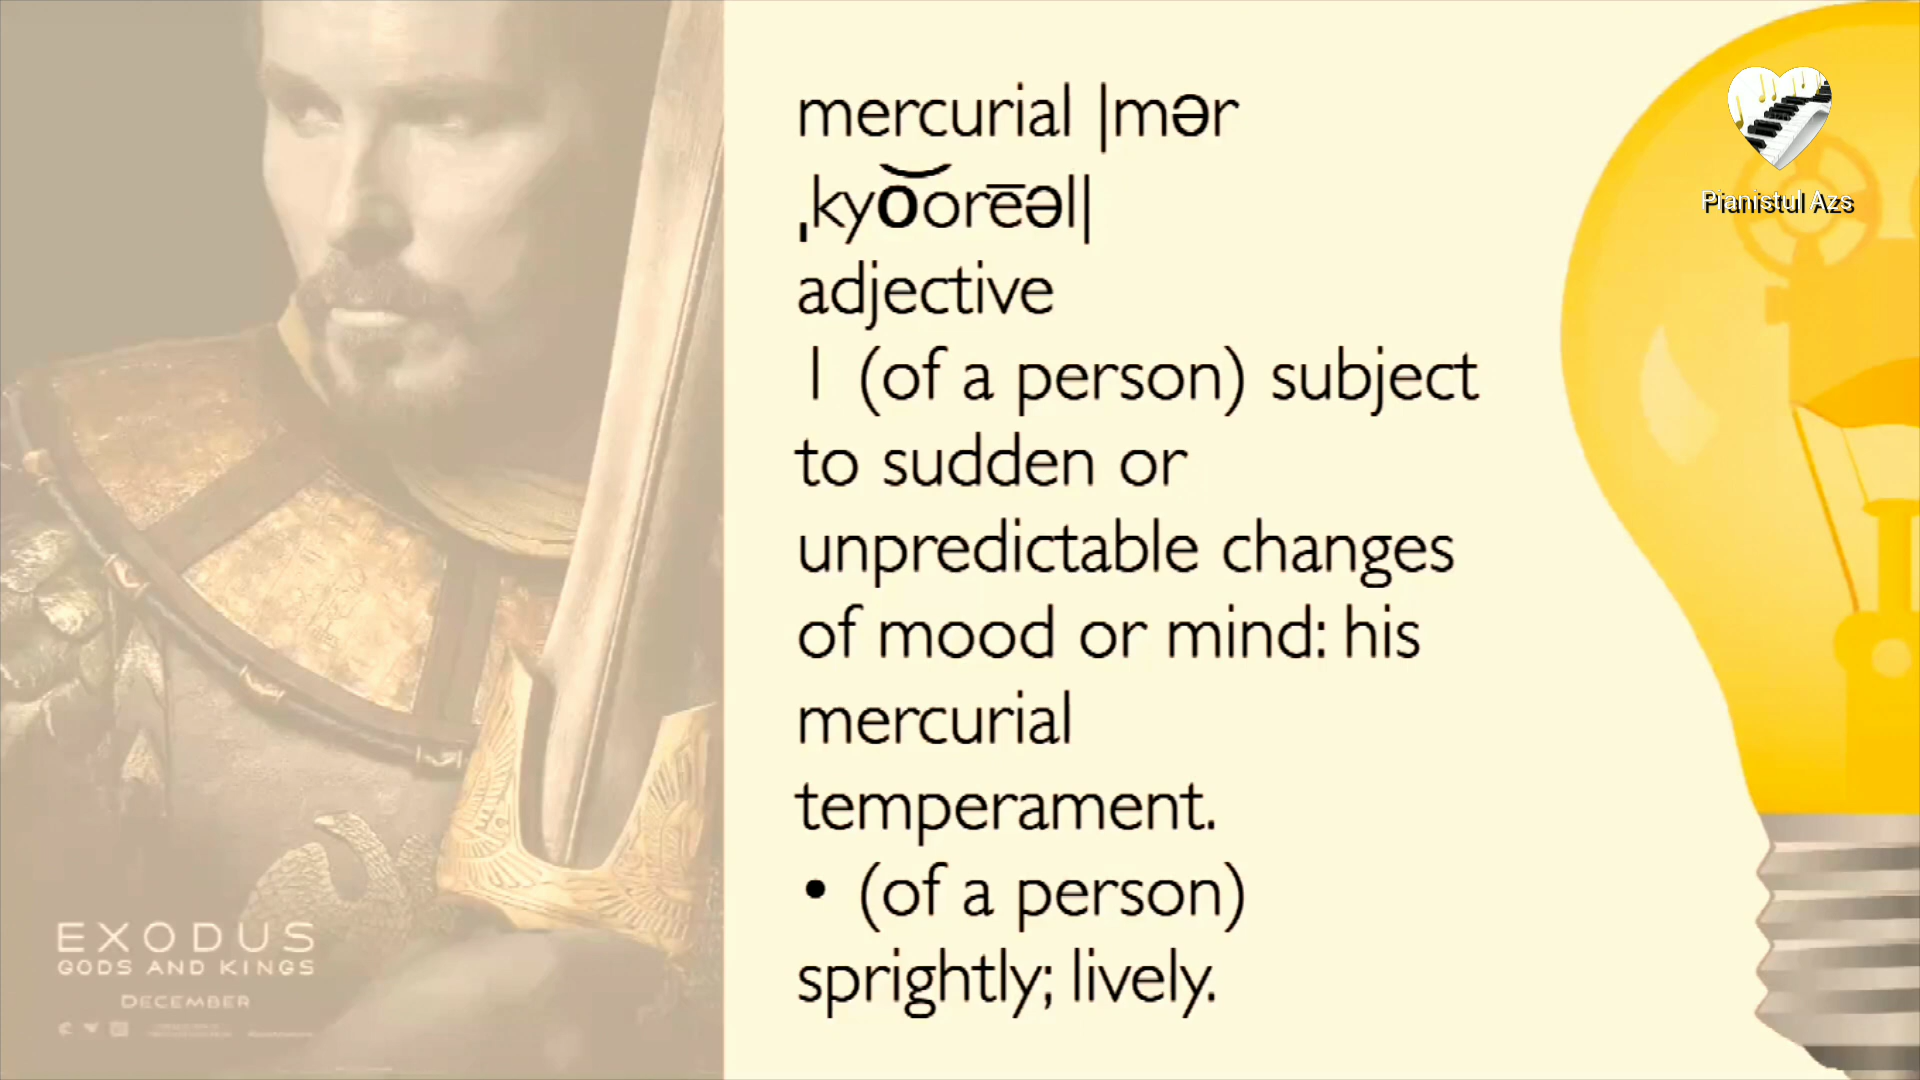 mercurial |mər
ˌkyo͝orēəl|
adjective
1 (of a person) subject
to sudden or
unpredictable changes
of mood or mind: his
mercurial
temperament.
• (of a person)
sprightly; lively.
Pianistul Azs
EXODUS
GODS AND KINGS
DECEMBER